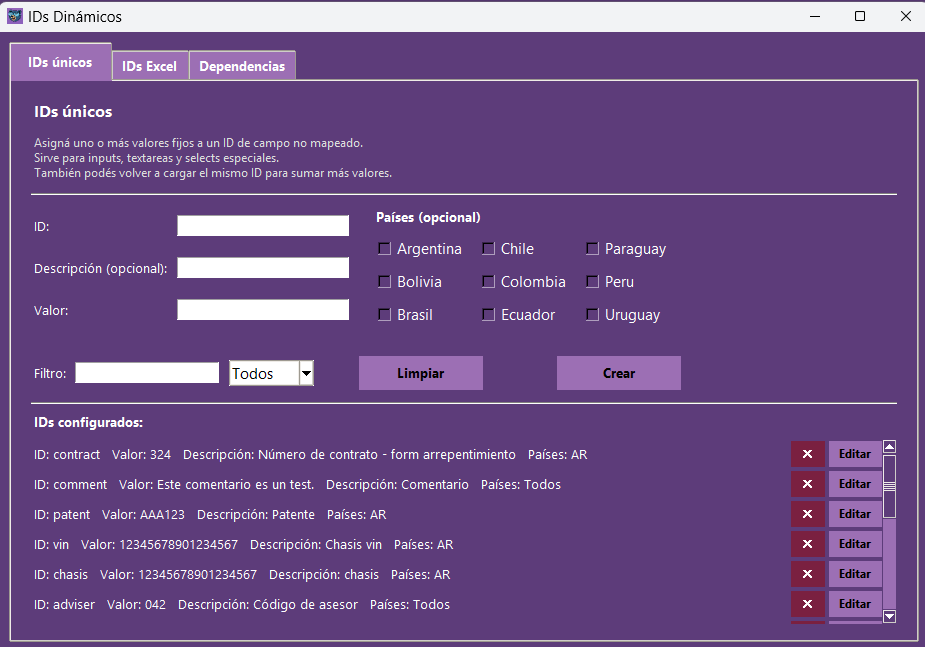 IDs Dinámicos
IDs únicos IDs Excel Dependencias
IDs únicos
Asigná uno o más valores fijos a un ID de campo no mapeado.
Sirve para inputs, textareas y selects especiales.
También podés volver a cargar el mismo ID para sumar más valores.
ID:
Descripción (opcional):
Valor:
Países (opcional)
Argentina Chile Paraguay
Bolivia Colombia Peru
Brasil Ecuador Uruguay
Filtro: Todos Limpiar Crear
IDs configurados:
ID: contract Valor: 324 Descripción: Número de contrato - form arrepentimiento Países: AR ✕ Editar
ID: comment Valor: Este comentario es un test. Descripción: Comentario Países: Todos ✕ Editar
ID: patent Valor: AAA123 Descripción: Patente Países: AR ✕ Editar
ID: vin Valor: 12345678901234567 Descripción: Chasis vin Países: AR ✕ Editar
ID: chasis Valor: 12345678901234567 Descripción: chasis Países: AR ✕ Editar
ID: adviser Valor: 042 Descripción: Código de asesor Países: Todos ✕ Editar